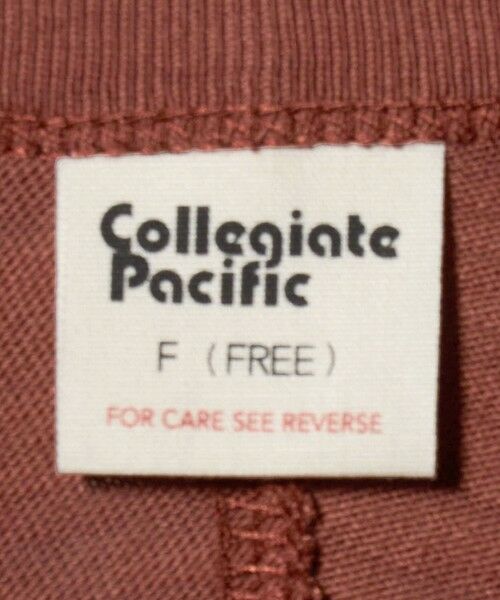 Collegiate
Pacific
F (FREE)
FOR CARE SEE REVERSE